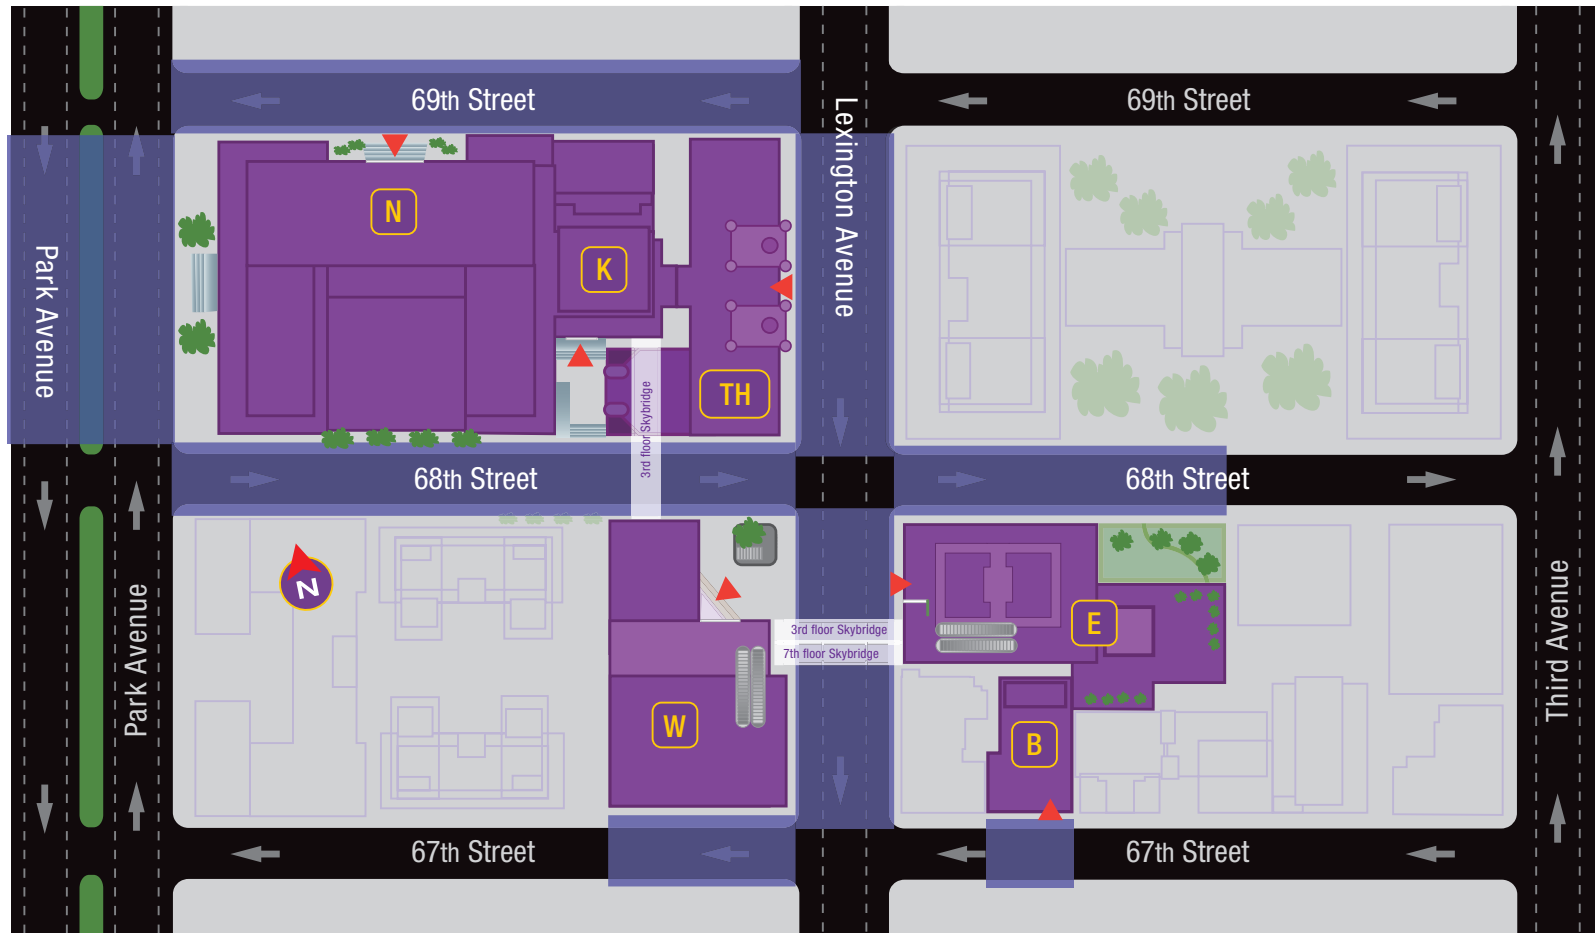 69th Street
69th Street
Lexington Avenue
N
K
TH
Park Avenue
3rd floor Skybridge
68th Street
68th Street
N
Park Avenue
3rd floor Skybridge
7th floor Skybridge
E
Third Avenue
W
B
67th Street
67th Street